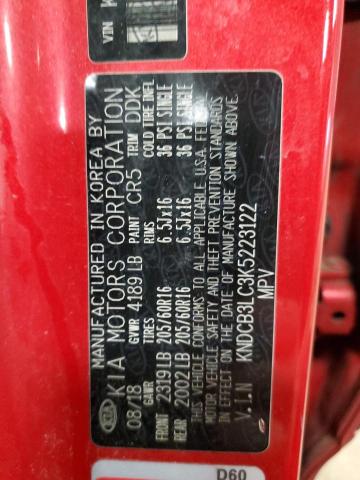 VIN
MANUFACTURED IN KOREA BY
KIA KIA MOTORS CORPORATION
08/18 GVWR 4189 LB PAINT CR5 TRIM DDK
GAWR TIRES RIMS COLD TIRE INFL
FRONT 2319 LB 205/60R16 6.5Jx16 36 PSI SINGLE
REAR 2002 LB 205/60R16 6.5Jx16 36 PSI SINGLE
THIS VEHICLE CONFORMS TO ALL APPLICABLE U.S.A. FEDERAL
MOTOR VEHICLE SAFETY AND THEFT PREVENTION STANDARDS
IN EFFECT ON THE DATE OF MANUFACTURE SHOWN ABOVE.
V.I.N KNDCB3LC3K5223122
MPV
D60